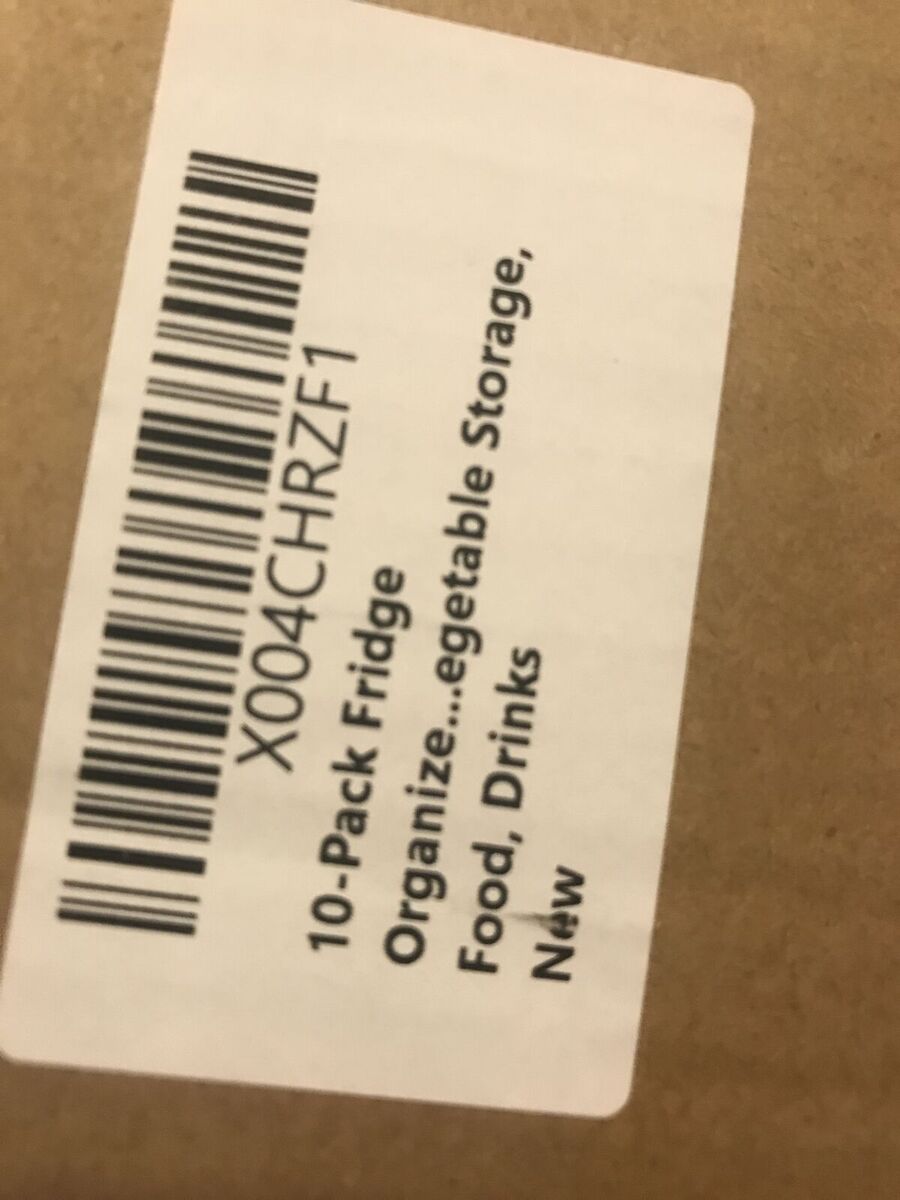 X004CHRZF1
10-Pack Fridge
Organize...egetable Storage,
Food, Drinks
New